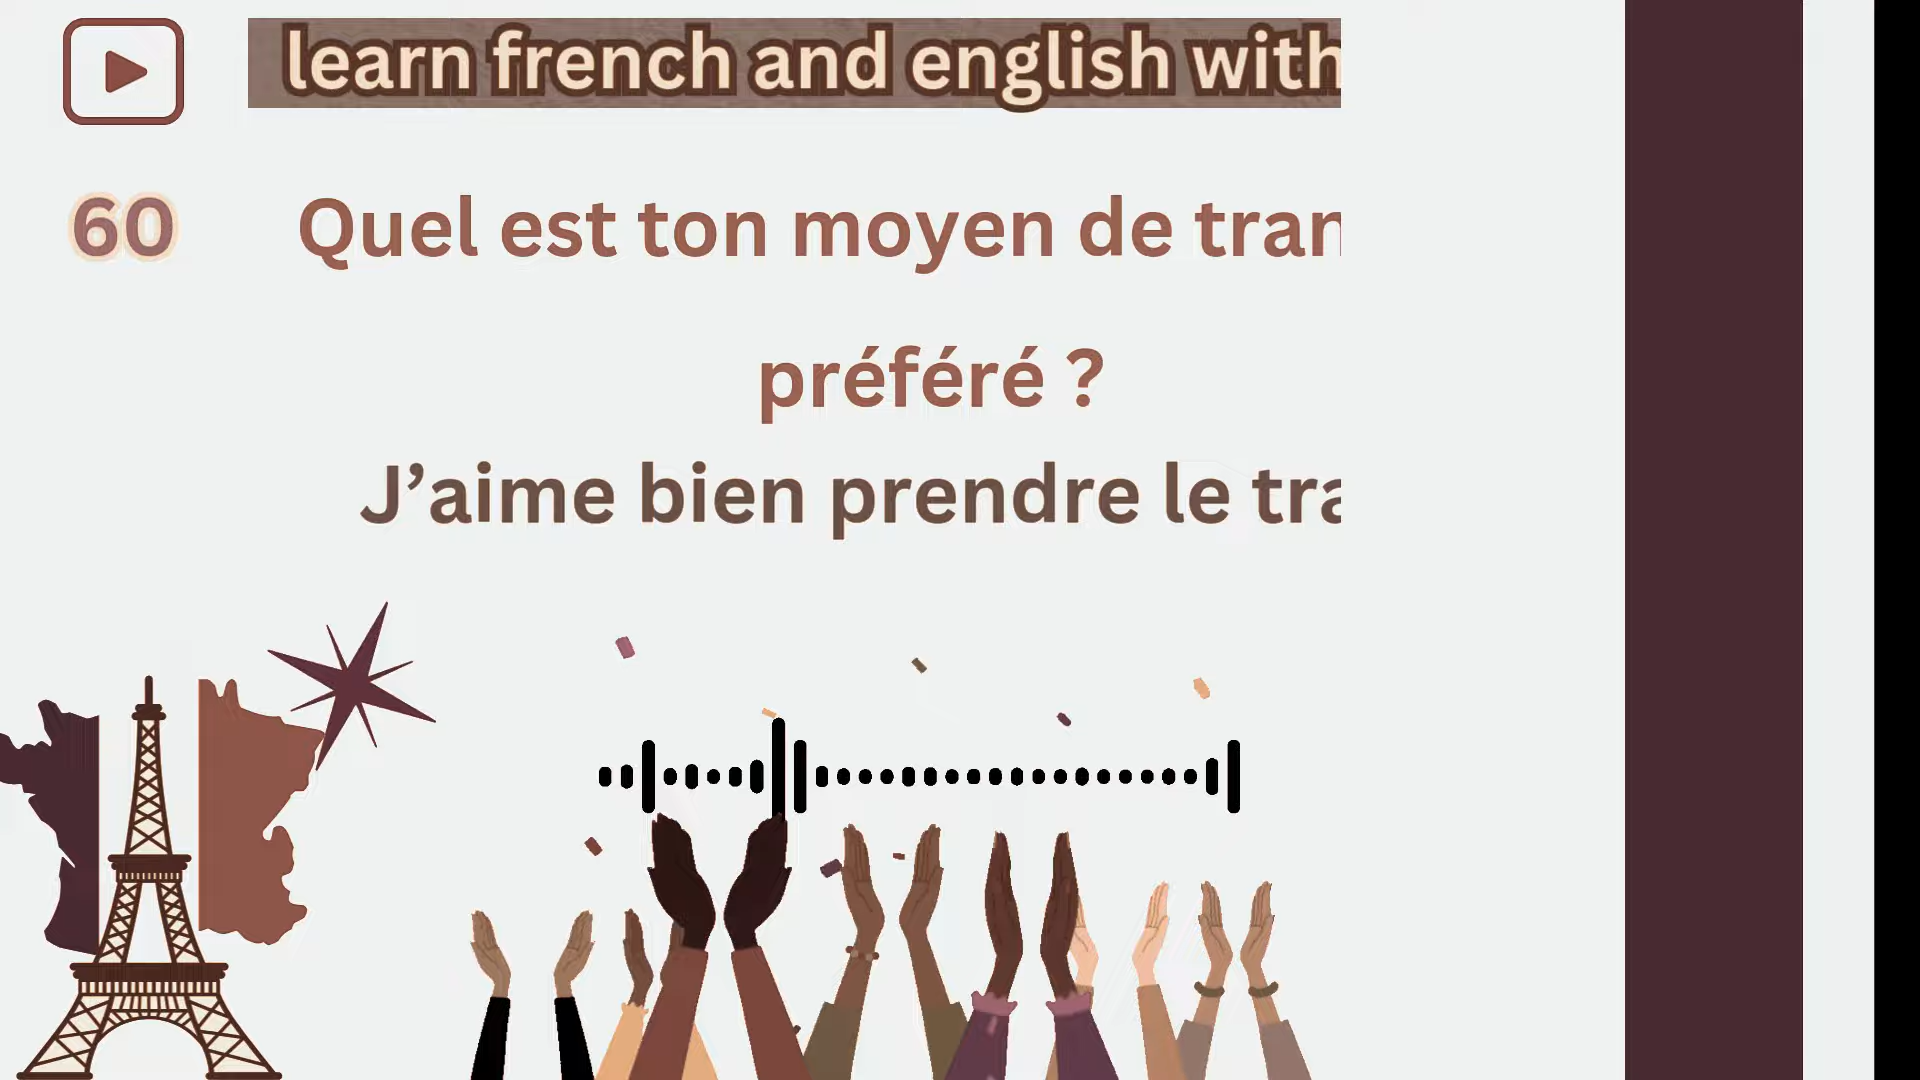 learn french and english with
60
Quel est ton moyen de tran
préféré ?
J’aime bien prendre le tra